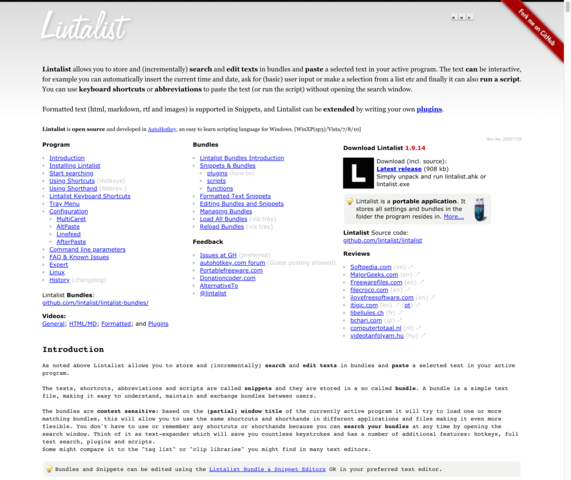 Lintalist
Fork me on GitHub
Lintalist allows you to store and (incrementally) search and edit texts in bundles and paste a selected text in your active program. The text can be interactive,
for example you can automatically insert the current time and date, ask for (basic) user input or make a selection from a list etc and finally it can also run a script.
You can use keyboard shortcuts or abbreviations to paste the text (or run the script) without opening the search window.
Formatted text (html, markdown, rtf and images) is supported in Snippets, and Lintalist can be extended by writing your own plugins.
Lintalist is open source and developed in AutoHotkey, an easy to learn scripting language for Windows. [WinXP(sp3)/Vista/7/8/10]
Program
Introduction
Installing Lintalist
Start searching
Using Shortcuts (Hotkeys)
Using Shorthand (Abbrev.)
Lintalist Keyboard Shortcuts
Tray Menu
Configuration
MultiCaret
AltPaste
Linefeed
AfterPaste
Command line parameters
FAQ & Known Issues
Expert
Linux
History (changelog)
Lintalist Bundles:
github.com/lintalist/lintalist-bundles/
Videos:
General; HTML/MD; Formatted; and Plugins
Bundles
Lintalist Bundles Introduction
Snippets & Bundles
plugins (how to)
scripts
functions
Formatted Text Snippets
Editing Bundles and Snippets
Managing Bundles
Load All Bundles (via tray)
Reload Bundles (via tray)
Feedback
Issues at GH (preferred)
autohotkey.com forum (Guest posting allowed)
Portablefreeware.com
Donationcoder.com
AlternativeTo
@lintalist
Download Lintalist 1.9.14
Download (incl. source):
Latest release (908 kb)
Simply unpack and run lintalist.ahk or
lintalist.exe
L
Lintalist is a portable application. It
stores all settings and bundles in the
folder the program resides in. More...
Lintalist Source code:
github.com/lintalist/lintalist
Reviews
Softpedia.com (en)
MajorGeeks.com (en)
Freewarefiles.com (en)
filecroco.com (en)
ilovefreesoftware.com (en)
itigic.com (en) (pt)
libellules.ch (fr)
bchari.com (sp)
computertotaal.nl (nl)
videotanfolyam.hu (hu)
Introduction
As noted above Lintalist allows you to store and (incrementally) search and edit texts in bundles and paste a selected text in your active
program.
The texts, shortcuts, abbreviations and scripts are called snippets and they are stored in a so called bundle. A bundle is a simple text
file, making it easy to understand, maintain and exchange bundles between users.
The bundles are context sensitive: based on the (partial) window title of the currently active program it will try to load one or more
matching bundles, this will allow you to use the same shortcuts and shorthands in different applications and files making it even more
flexible. You don't have to use or remember any shortcuts or shorthands because you can search your bundles at any time by opening the
search window. Think of it as text-expander which will save you countless keystrokes and has a number of additional features: hotkeys, full
text search, plugins and scripts.
Some might compare it to the "tag list" or "clip libraries" you might find in many text editors.
Bundles and Snippets can be edited using the Lintalist Bundle & Snippet Editors OR in your preferred text editor.